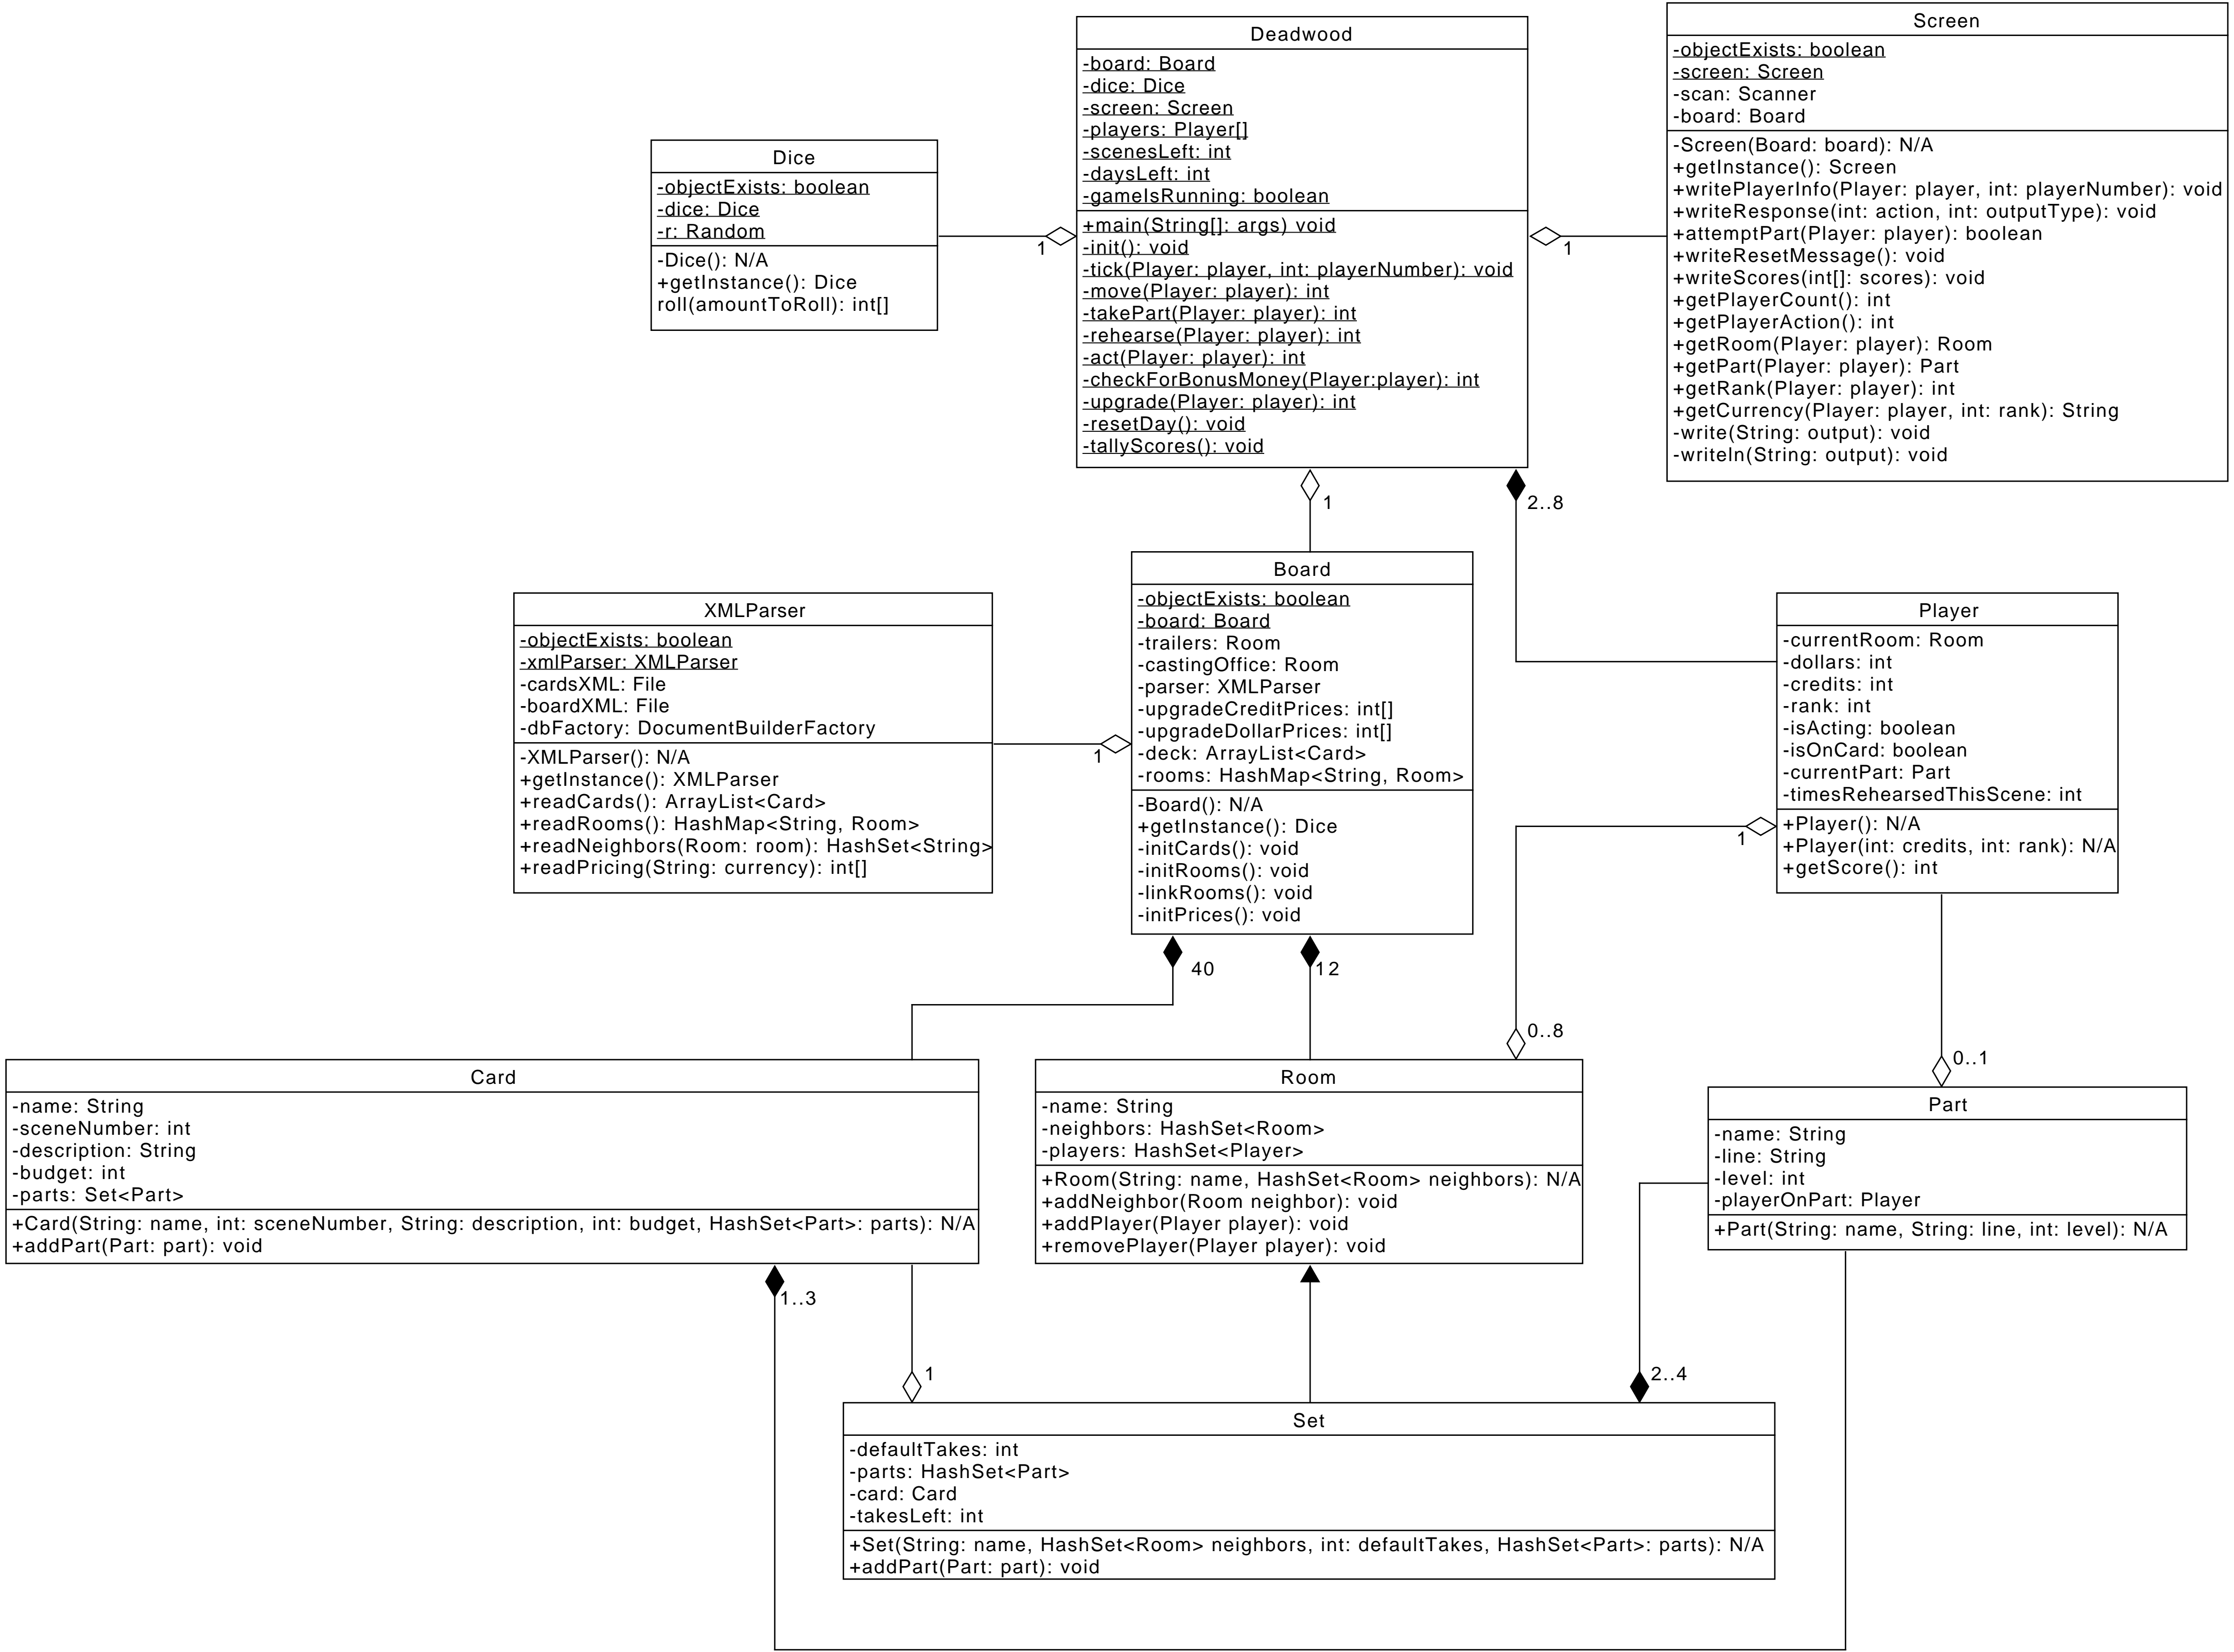 Deadwood
-board: Board
-dice: Dice
-screen: Screen
-players: Player[]
-scenesLeft: int
-daysLeft: int
-gameIsRunning: boolean
+main(String[]: args) void
-init(): void
-tick(Player: player, int: playerNumber): void
-move(Player: player): int
-takePart(Player: player): int
-rehearse(Player: player): int
-act(Player: player): int
-checkForBonusMoney(Player:player): int
-upgrade(Player: player): int
-resetDay(): void
-tallyScores(): void
Screen
-objectExists: boolean
-screen: Screen
-scan: Scanner
-board: Board
-Screen(Board: board): N/A
+getInstance(): Screen
+writePlayerInfo(Player: player, int: playerNumber): void
+writeResponse(int: action, int: outputType): void
+attemptPart(Player: player): boolean
+writeResetMessage(): void
+writeScores(int[]: scores): void
+getPlayerCount(): int
+getPlayerAction(): int
+getRoom(Player: player): Room
+getPart(Player: player): Part
+getRank(Player: player): int
+getCurrency(Player: player, int: rank): String
-write(String: output): void
-writeln(String: output): void
Dice
-objectExists: boolean
-dice: Dice
-r: Random
-Dice(): N/A
+getInstance(): Dice
roll(amountToRoll): int[]
1
1
1
2..8
XMLParser
-objectExists: boolean
-xmlParser: XMLParser
-cardsXML: File
-boardXML: File
-dbFactory: DocumentBuilderFactory
-XMLParser(): N/A
+getInstance(): XMLParser
+readCards(): ArrayList<Card>
+readRooms(): HashMap<String, Room>
+readNeighbors(Room: room): HashSet<String>
+readPricing(String: currency): int[]
1
Board
-objectExists: boolean
-board: Board
-trailers: Room
-castingOffice: Room
-parser: XMLParser
-upgradeCreditPrices: int[]
-upgradeDollarPrices: int[]
-deck: ArrayList<Card>
-rooms: HashMap<String, Room>
-Board(): N/A
+getInstance(): Dice
-initCards(): void
-initRooms(): void
-linkRooms(): void
-initPrices(): void
Player
-currentRoom: Room
-dollars: int
-credits: int
-rank: int
-isActing: boolean
-isOnCard: boolean
-currentPart: Part
-timesRehearsedThisScene: int
+Player(): N/A
+Player(int: credits, int: rank): N/A
+getScore(): int
1
40
12
0..8
0..1
Card
-name: String
-sceneNumber: int
-description: String
-budget: int
-parts: Set<Part>
+Card(String: name, int: sceneNumber, String: description, int: budget, HashSet<Part>: parts): N/A
+addPart(Part: part): void
Room
-name: String
-neighbors: HashSet<Room>
-players: HashSet<Player>
+Room(String: name, HashSet<Room> neighbors): N/A
+addNeighbor(Room neighbor): void
+addPlayer(Player player): void
+removePlayer(Player player): void
Part
-name: String
-line: String
-level: int
-playerOnPart: Player
+Part(String: name, String: line, int: level): N/A
1..3
1
2..4
Set
-defaultTakes: int
-parts: HashSet<Part>
-card: Card
-takesLeft: int
+Set(String: name, HashSet<Room> neighbors, int: defaultTakes, HashSet<Part>: parts): N/A
+addPart(Part: part): void